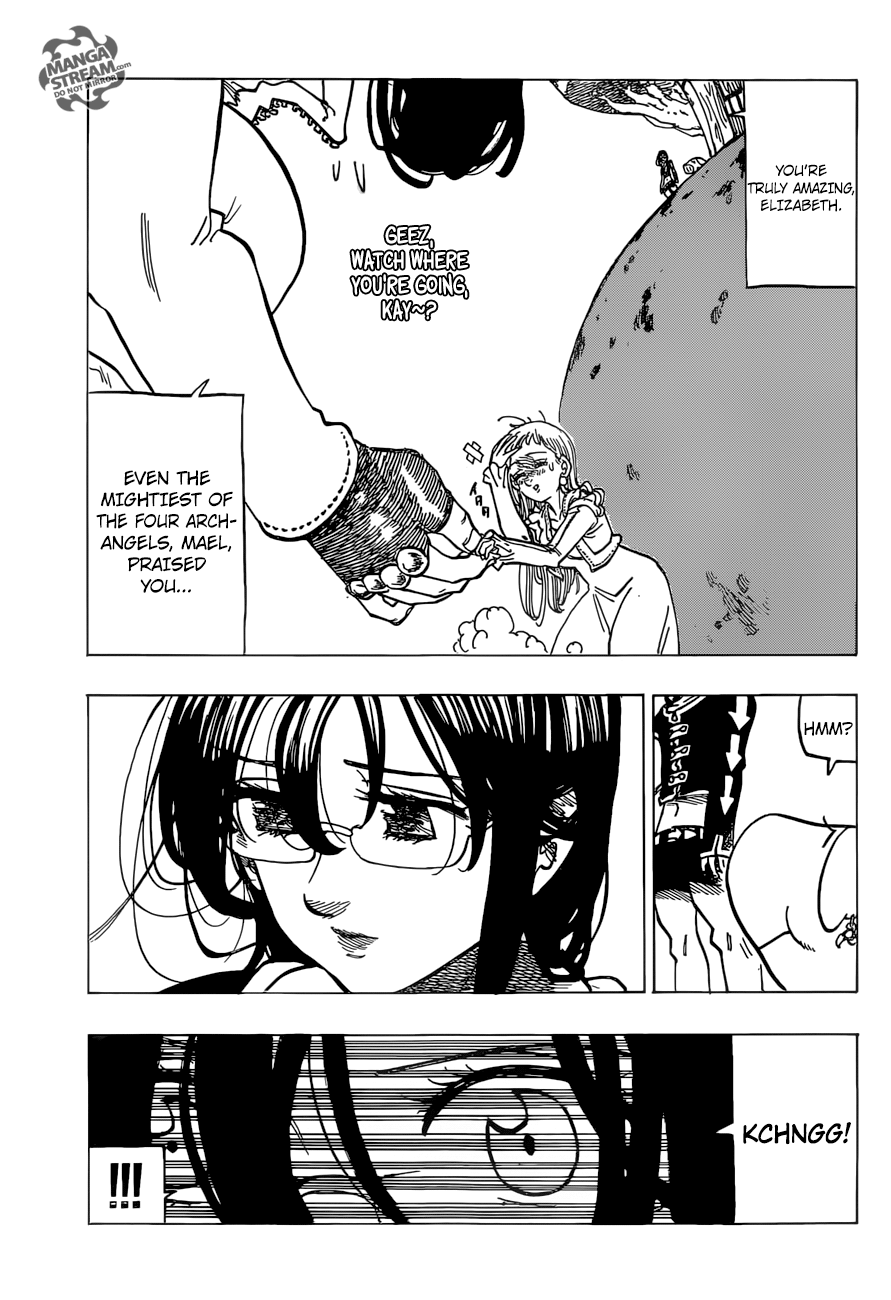 MANGA
STREAM.com
DO NOT MIRROR
YOU'RE
TRULY AMAZING,
ELIZABETH.
GEEZ,
WATCH WHERE
YOU'RE GOING,
KAY~?
EVEN THE
MIGHTIEST OF
THE FOUR ARCH-
ANGELS, MAEL,
PRAISED
YOU...
HMM?
KCHNGG!
!!!